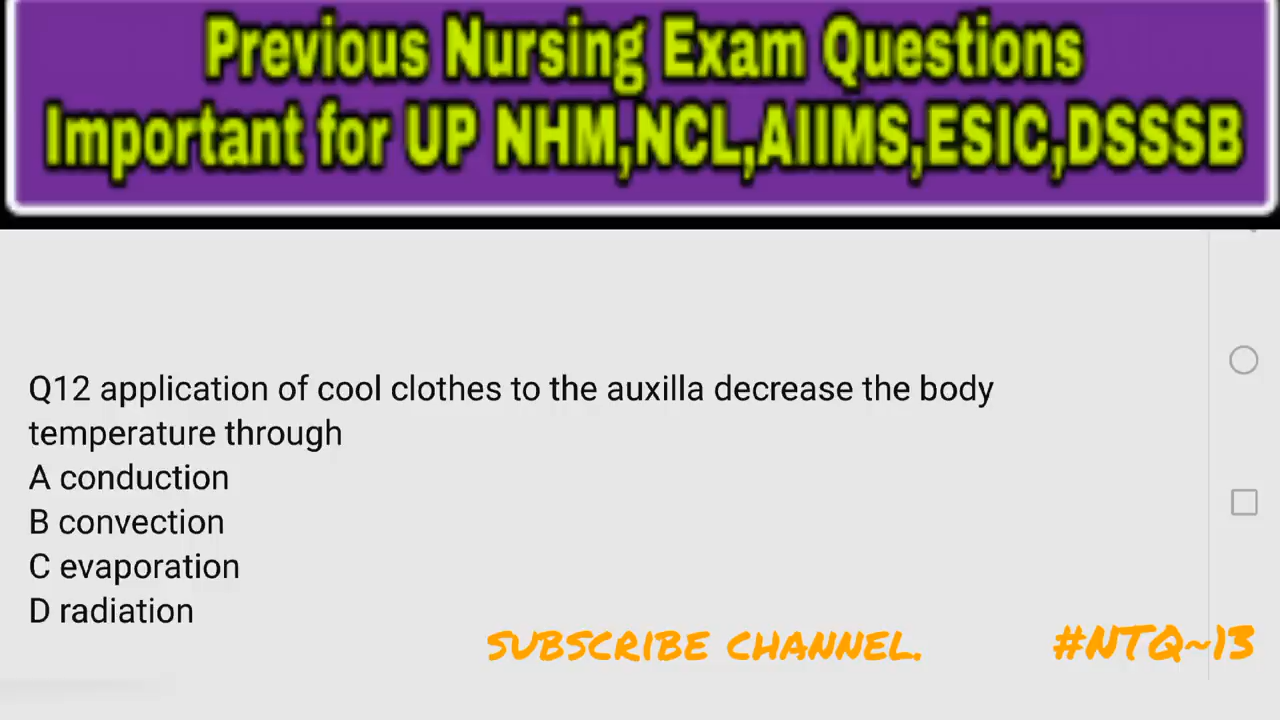 Previous Nursing Exam Questions
Important for UP NHM,NCL,AIIMS,ESIC,DSSSB
Q12 application of cool clothes to the auxilla decrease the body
temperature through
A conduction
B convection
C evaporation
D radiation
SUBSCRIBE CHANNEL.
#NTQ~13